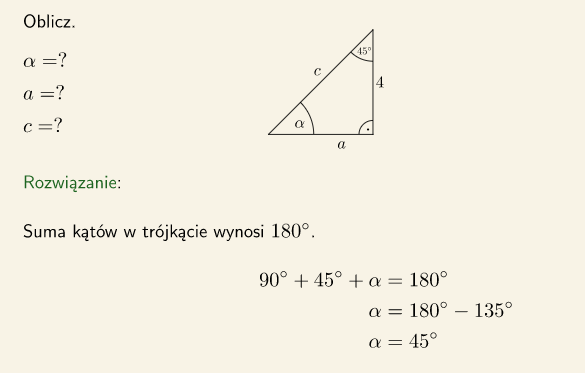 Oblicz.
α =?
a =?
c =?
45°
c
4
α
a
Rozwiązanie:
Suma kątów w trójkącie wynosi 180°.
90° + 45° + α = 180°
α = 180° − 135°
α = 45°